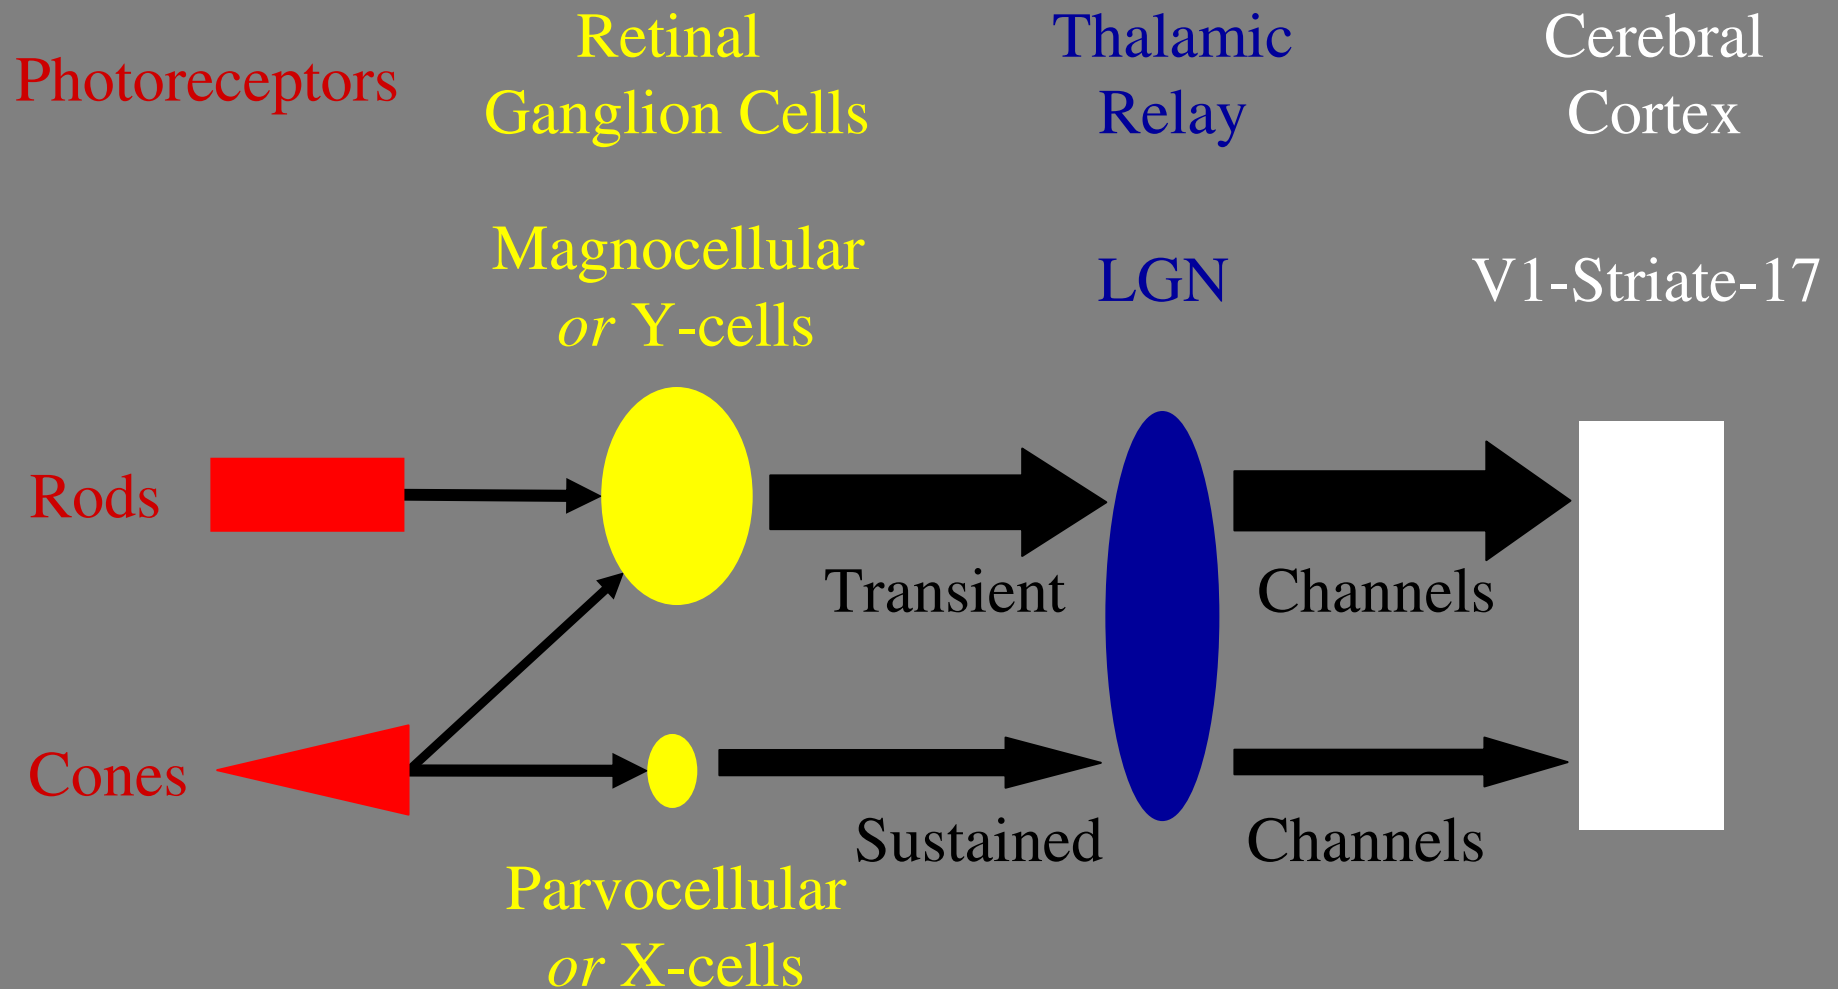 Photoreceptors
Retinal
Ganglion Cells
Thalamic
Relay
Cerebral
Cortex
Magnocellular
or Y-cells
LGN
V1-Striate-17
Rods
Transient
Channels
Cones
Sustained
Channels
Parvocellular
or X-cells